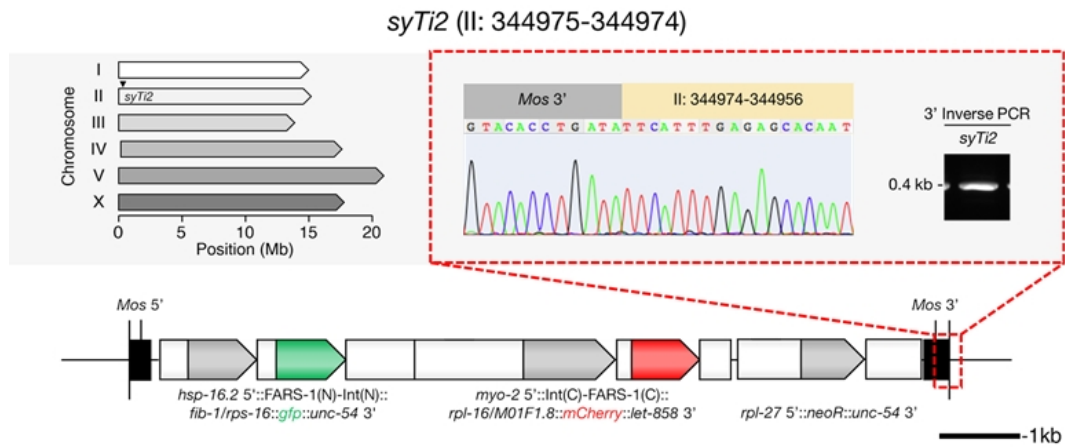 syTi2 (II: 344975-344974)
Chromosome
I
II
syTi2
III
IV
V
X
0 5 10 15 20
Position (Mb)
Mos 3' II: 344974-344956
GTACACCTGATATTCATTTGAGAGCACAAT
3' Inverse PCR
syTi2
0.4 kb
Mos 5'
Mos 3'
hsp-16.2 5'::FARS-1(N)-Int(N)::
fib-1/rps-16::gfp::unc-54 3'
myo-2 5'::Int(C)-FARS-1(C)::
rpl-16/M01F1.8::mCherry::let-858 3'
rpl-27 5'::neoR::unc-54 3'
1kb